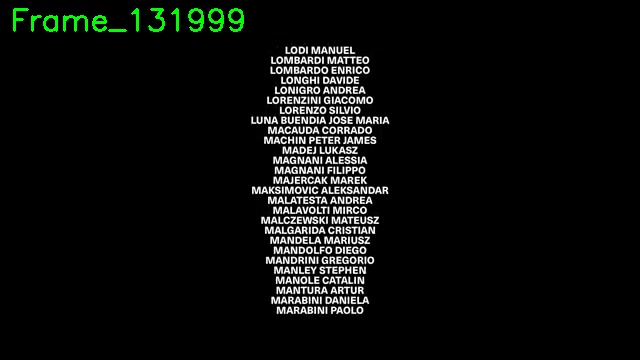 Frame_131999
LODI MANUEL
LOMBARDI MATTEO
LOMBARDO ENRICO
LONGHI DAVIDE
LONIGRO ANDREA
LORENZINI GIACOMO
LORENZO SILVIO
LUNA BUENDIA JOSE MARIA
MACAUDA CORRADO
MACHIN PETER JAMES
MADEJ LUKASZ
MAGNANI ALESSIA
MAGNANI FILIPPO
MAJERCAK MAREK
MAKSIMOVIC ALEKSANDAR
MALATESTA ANDREA
MALAVOLTI MIRCO
MALCZEWSKI MATEUSZ
MALGARIDA CRISTIAN
MANDELA MARIUSZ
MANDOLFO DIEGO
MANDRINI GREGORIO
MANLEY STEPHEN
MANOLE CATALIN
MANTURA ARTUR
MARABINI DANIELA
MARABINI PAOLO